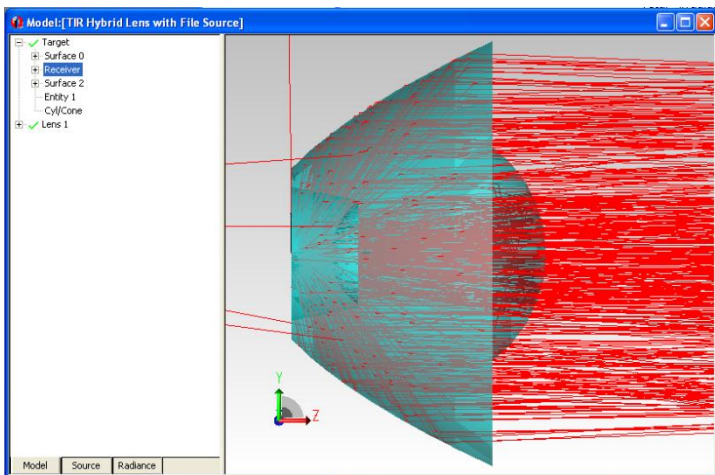 Model:[TIR Hybrid Lens with File Source]
Target
Surface 0
Receiver
Surface 2
Entity 1
Cyl/Cone
Lens 1
Y
Z
Model Source Radiance